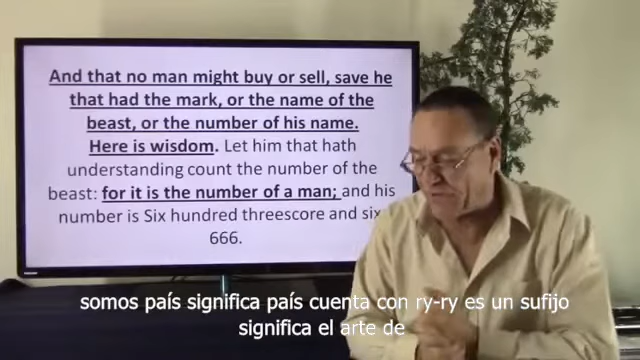 And that no man might buy or sell, save he
that had the mark, or the name of the
beast, or the number of his name.
Here is wisdom. Let him that hath
understanding count the number of the
beast: for it is the number of a man; and his
number is Six hundred threescore and six
666.
somos país significa país cuenta con ry-ry es un sufijo
significa el arte de